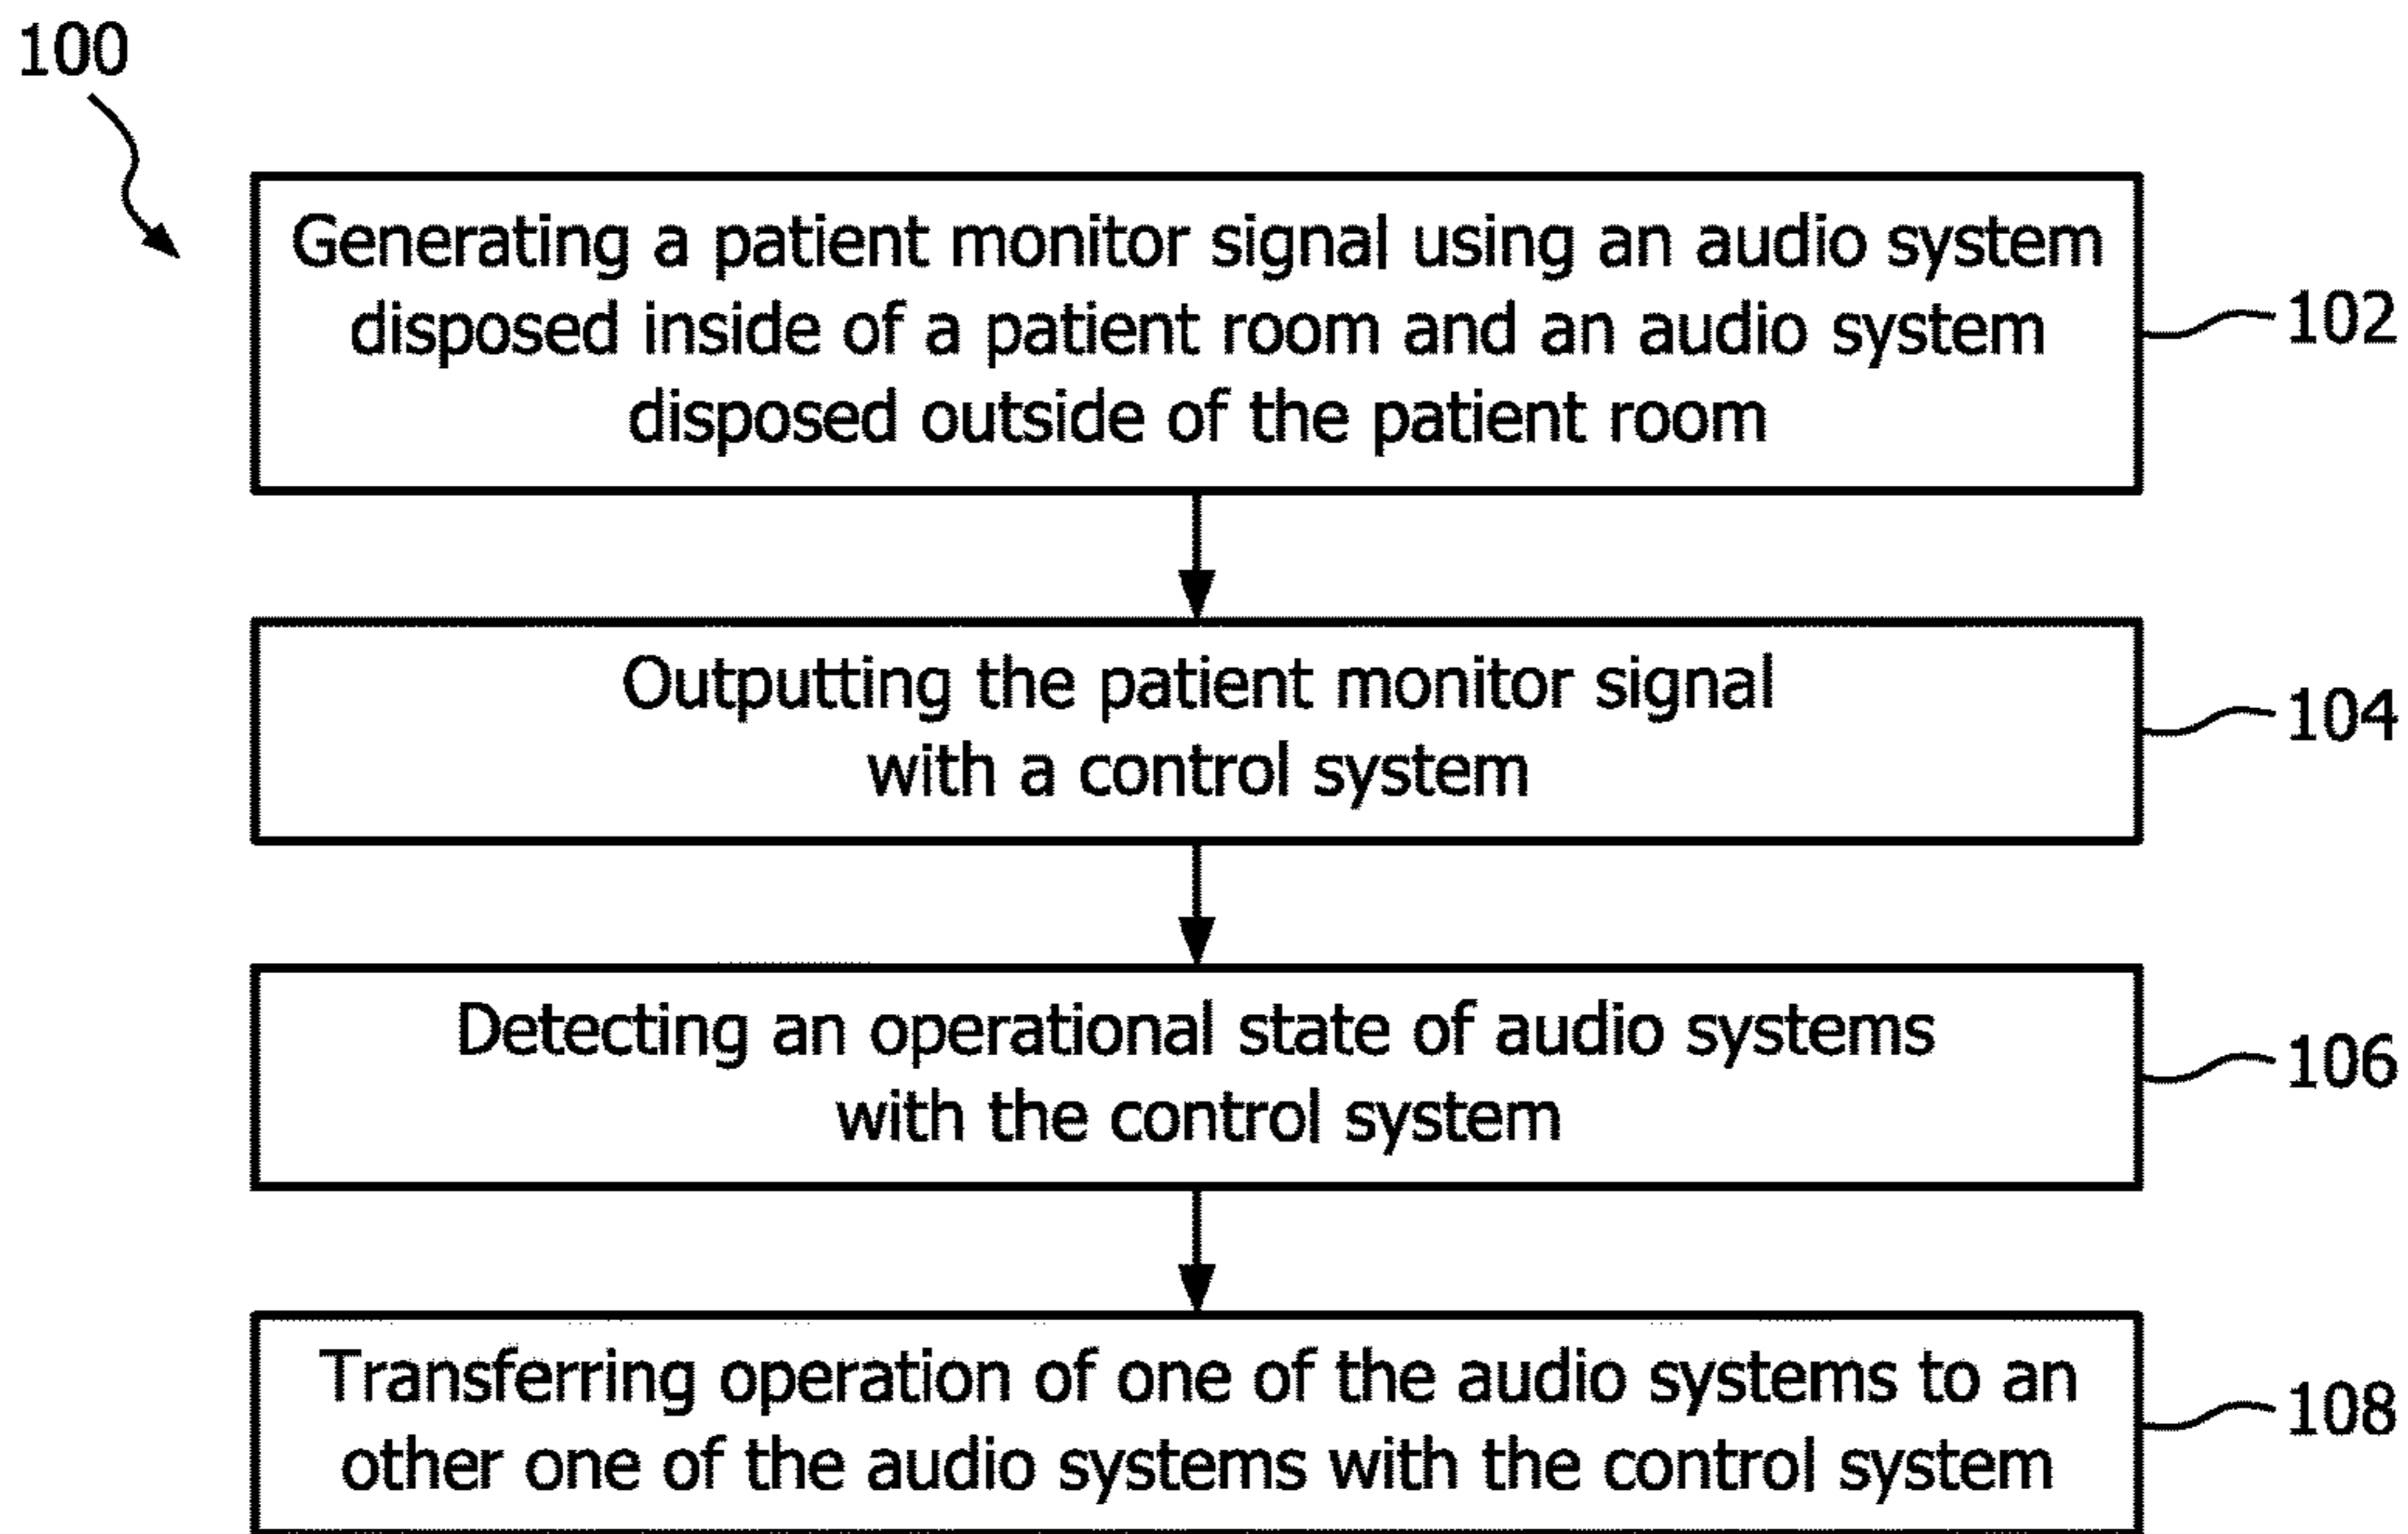 100
Generating a patient monitor signal using an audio system
disposed inside of a patient room and an audio system
disposed outside of the patient room
102
Outputting the patient monitor signal
with a control system
104
Detecting an operational state of audio systems
with the control system
106
Transferring operation of one of the audio systems to an
other one of the audio systems with the control system
108